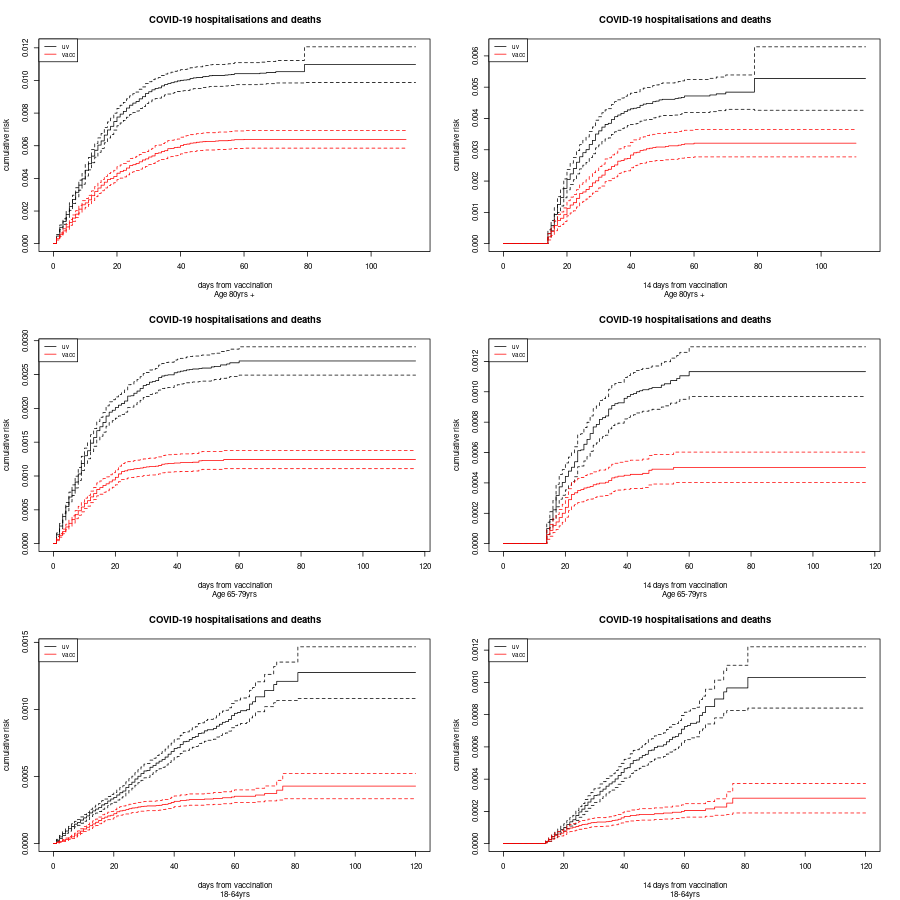 COVID-19 hospitalisations and deaths
uv
vacc
cumulative risk
0.012
0.010
0.008
0.006
0.004
0.002
0.000
0 20 40 60 80 100
days from vaccination
Age 80yrs +
COVID-19 hospitalisations and deaths
uv
vacc
cumulative risk
0.006
0.005
0.004
0.003
0.002
0.001
0.000
0 20 40 60 80 100
14 days from vaccination
Age 80yrs +
COVID-19 hospitalisations and deaths
uv
vacc
cumulative risk
0.0030
0.0025
0.0020
0.0015
0.0010
0.0005
0.0000
0 20 40 60 80 100 120
days from vaccination
Age 65-79yrs
COVID-19 hospitalisations and deaths
uv
vacc
cumulative risk
0.0012
0.0010
0.0008
0.0006
0.0004
0.0002
0.0000
0 20 40 60 80 100 120
14 days from vaccination
Age 65-79yrs
COVID-19 hospitalisations and deaths
uv
vacc
cumulative risk
0.0015
0.0010
0.0005
0.0000
0 20 40 60 80 100 120
days from vaccination
18-64yrs
COVID-19 hospitalisations and deaths
uv
vacc
cumulative risk
0.0012
0.0010
0.0008
0.0006
0.0004
0.0002
0.0000
0 20 40 60 80 100 120
14 days from vaccination
18-64yrs